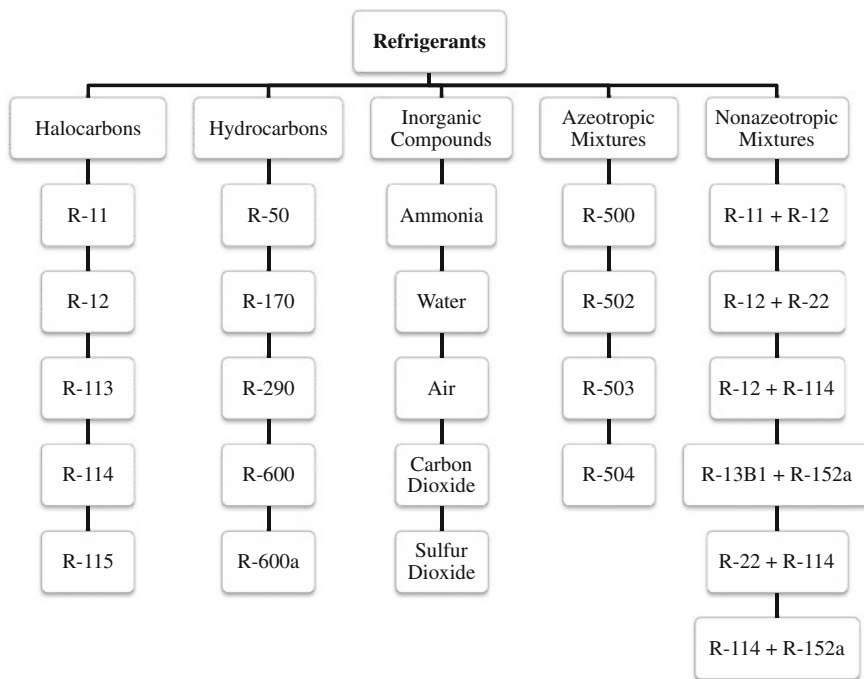 Refrigerants
Halocarbons
Hydrocarbons
Inorganic
Compounds
Azeotropic
Mixtures
Nonazeotropic
Mixtures
R-11
R-50
Ammonia
R-500
R-11 + R-12
R-12
R-170
Water
R-502
R-12 + R-22
R-113
R-290
Air
R-503
R-12 + R-114
R-114
R-600
Carbon
Dioxide
R-504
R-13B1 + R-152a
R-115
R-600a
Sulfur
Dioxide
R-22 + R-114
R-114 + R-152a